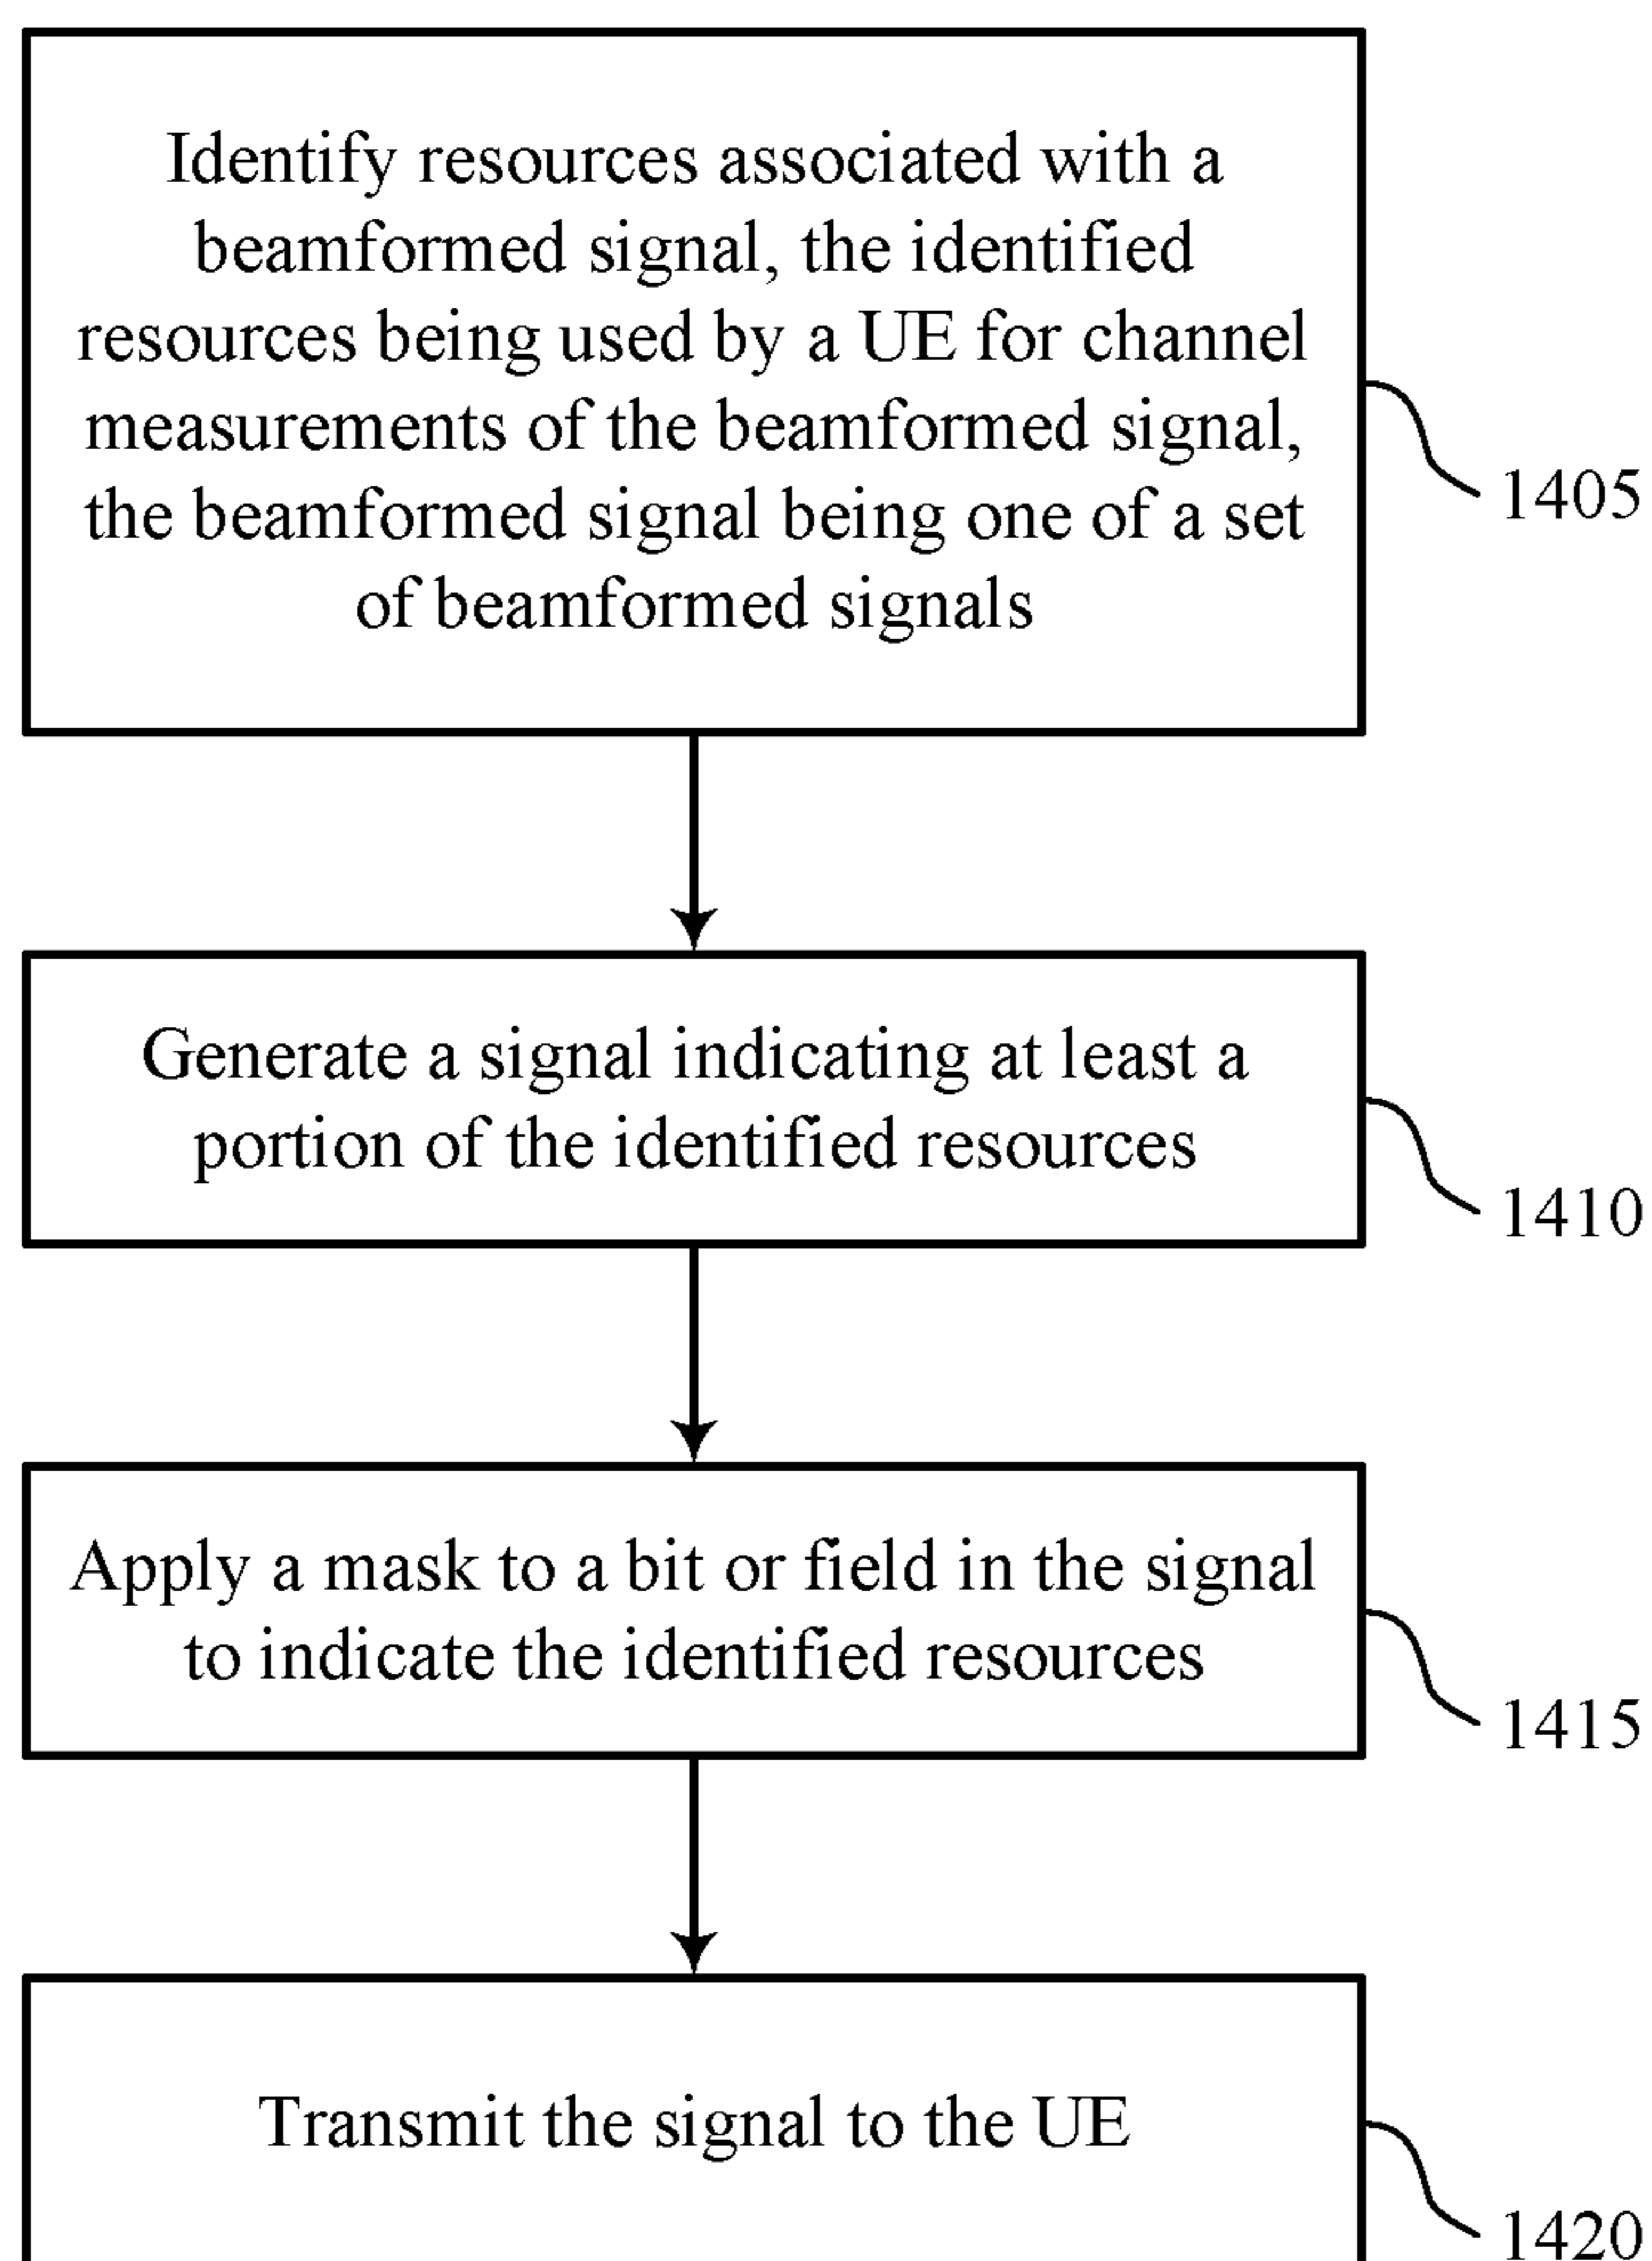 Identify resources associated with a
beamformed signal, the identified
resources being used by a UE for channel
measurements of the beamformed signal,
the beamformed signal being one of a set
of beamformed signals
1405
Generate a signal indicating at least a
portion of the identified resources
1410
Apply a mask to a bit or field in the signal
to indicate the identified resources
1415
Transmit the signal to the UE
1420